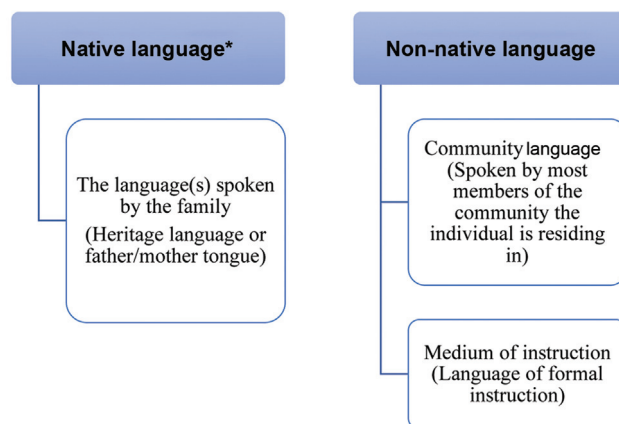 Native language*
The language(s) spoken
by the family
(Heritage language or
father/mother tongue)
Non-native language
Community language
(Spoken by most
members of the
community the
individual is residing
in)
Medium of instruction
(Language of formal
instruction)